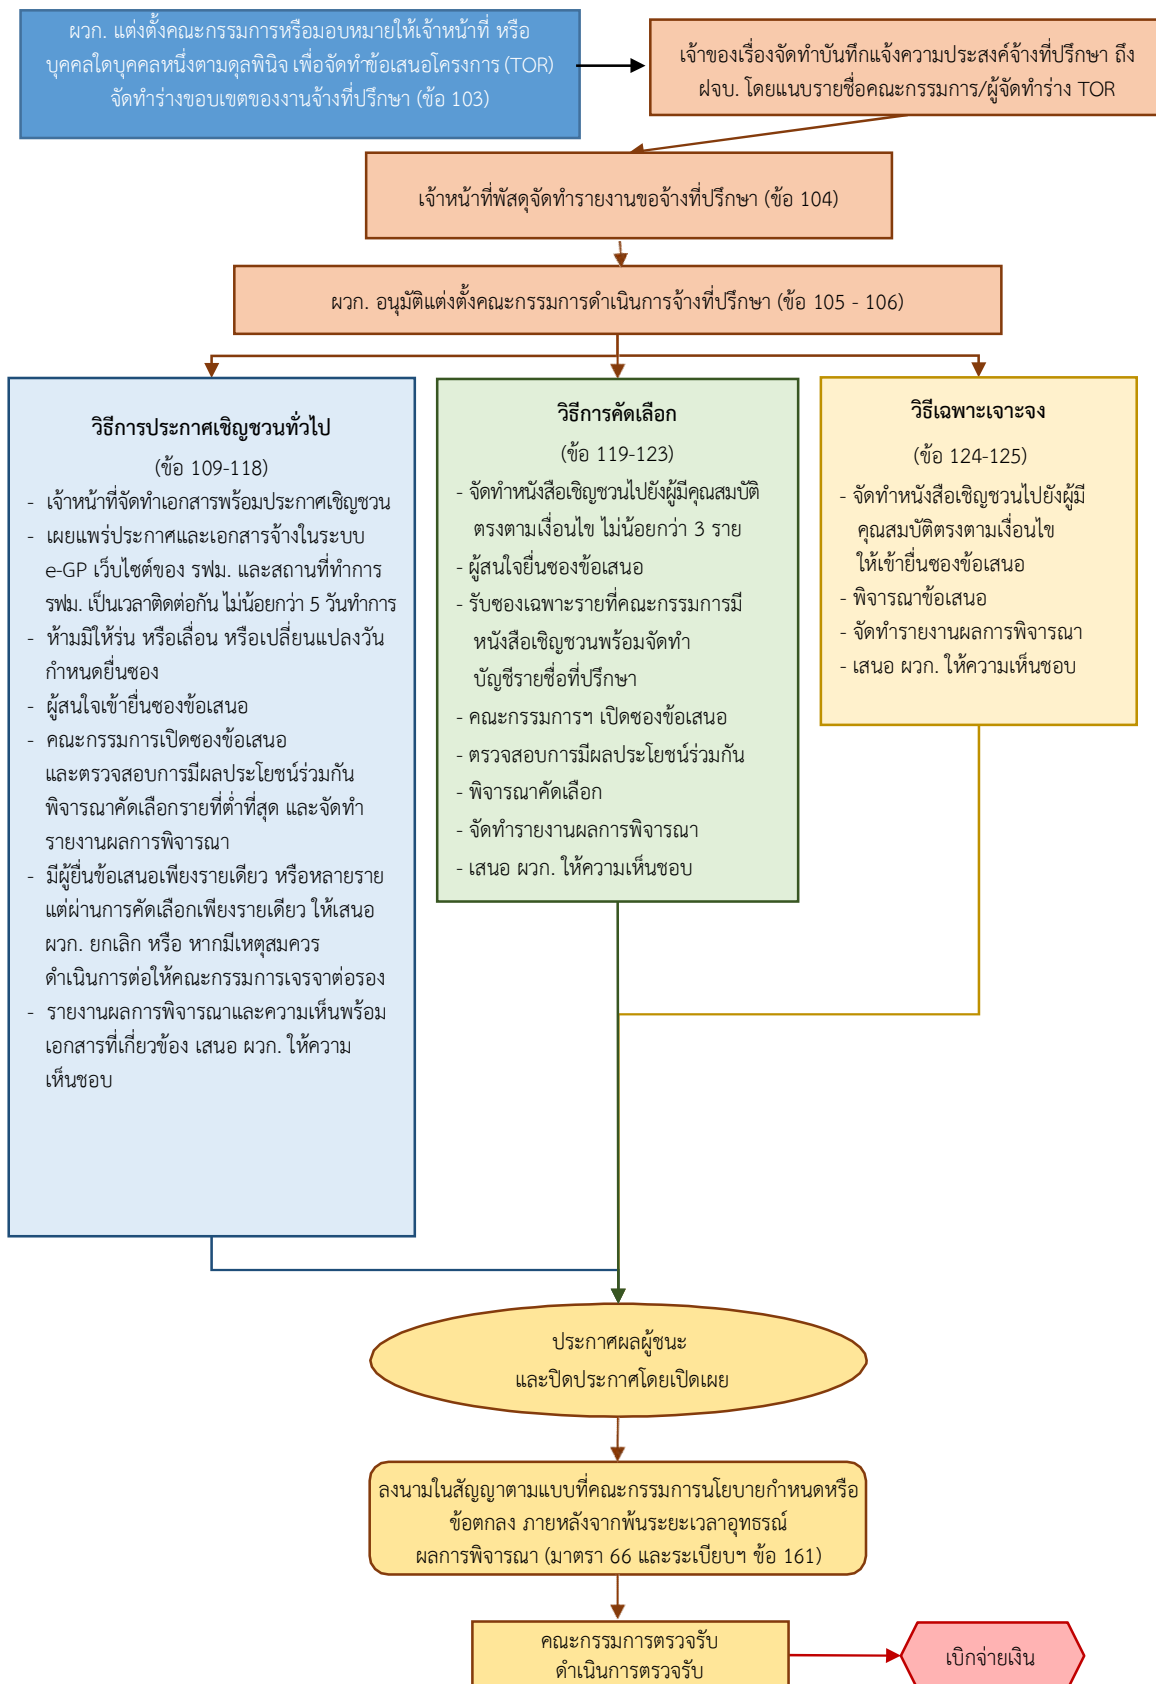 ผวก. แต่งตั้งคณะกรรมการหรือมอบหมายให้เจ้าหน้าที่ หรือ
บุคคลใดบุคคลหนึ่งตามดุลพินิจ เพื่อจัดทำข้อเสนอโครงการ (TOR)
จัดทำร่างขอบเขตของงานจ้างที่ปรึกษา (ข้อ 103)
เจ้าของเรื่องจัดทำบันทึกแจ้งความประสงค์จ้างที่ปรึกษา ถึง
ฝจบ. โดยแนบรายชื่อคณะกรรมการ/ผู้จัดทำร่าง TOR
เจ้าหน้าที่พัสดุจัดทำรายงานขอจ้างที่ปรึกษา (ข้อ 104)
ผวก. อนุมัติแต่งตั้งคณะกรรมการดำเนินการจ้างที่ปรึกษา (ข้อ 105 - 106)
วิธีการประกาศเชิญชวนทั่วไป
(ข้อ 109-118)
- เจ้าหน้าที่จัดทำเอกสารพร้อมประกาศเชิญชวน
- เผยแพร่ประกาศและเอกสารจ้างในระบบ
e-GP เว็บไซต์ของ รฟม. และสถานที่ทำการ
รฟม. เป็นเวลาติดต่อกัน ไม่น้อยกว่า 5 วันทำการ
- ห้ามมิให้ร่น หรือเลื่อน หรือเปลี่ยนแปลงวัน
กำหนดยื่นซอง
- ผู้สนใจเข้ายื่นซองข้อเสนอ
- คณะกรรมการเปิดซองข้อเสนอ
และตรวจสอบการมีผลประโยชน์ร่วมกัน
พิจารณาคัดเลือกรายที่ต่ำที่สุด และจัดทำ
รายงานผลการพิจารณา
- มีผู้ยื่นข้อเสนอเพียงรายเดียว หรือหลายราย
แต่ผ่านการคัดเลือกเพียงรายเดียว ให้เสนอ
ผวก. ยกเลิก หรือ หากมีเหตุสมควร
ดำเนินการต่อให้คณะกรรมการเจรจาต่อรอง
- รายงานผลการพิจารณาและความเห็นพร้อม
เอกสารที่เกี่ยวข้อง เสนอ ผวก. ให้ความ
เห็นชอบ
วิธีการคัดเลือก
(ข้อ 119-123)
- จัดทำหนังสือเชิญชวนไปยังผู้มีคุณสมบัติ
ตรงตามเงื่อนไข ไม่น้อยกว่า 3 ราย
- ผู้สนใจยื่นซองข้อเสนอ
- รับซองเฉพาะรายที่คณะกรรมการมี
หนังสือเชิญชวนพร้อมจัดทำ
บัญชีรายชื่อที่ปรึกษา
- คณะกรรมการฯ เปิดซองข้อเสนอ
- ตรวจสอบการมีผลประโยชน์ร่วมกัน
- พิจารณาคัดเลือก
- จัดทำรายงานผลการพิจารณา
- เสนอ ผวก. ให้ความเห็นชอบ
วิธีเฉพาะเจาะจง
(ข้อ 124-125)
- จัดทำหนังสือเชิญชวนไปยังผู้มี
คุณสมบัติตรงตามเงื่อนไข
ให้เข้ายื่นซองข้อเสนอ
- พิจารณาข้อเสนอ
- จัดทำรายงานผลการพิจารณา
- เสนอ ผวก. ให้ความเห็นชอบ
ประกาศผลผู้ชนะ
และปิดประกาศโดยเปิดเผย
ลงนามในสัญญาตามแบบที่คณะกรรมการนโยบายกำหนดหรือ
ข้อตกลง ภายหลังจากพ้นระยะเวลาอุทธรณ์
ผลการพิจารณา (มาตรา 66 และระเบียบฯ ข้อ 161)
คณะกรรมการตรวจรับ
ดำเนินการตรวจรับ
เบิกจ่ายเงิน